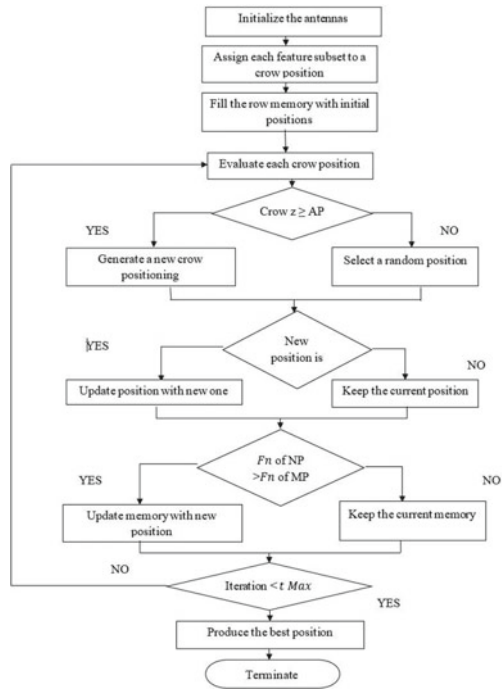 Initialize the antennas
Assign each feature subset to a
crow position
Fill the row memory with initial
positions
Evaluate each crow position
Crow z ≥ AP
YES
NO
Generate a new crow
positioning
Select a random position
New
position is
YES
NO
Update position with new one
Keep the current position
Fn of NP
>Fn of MP
YES
NO
Update memory with new
position
Keep the current memory
NO
Iteration < t Max
YES
Produce the best position
Terminate